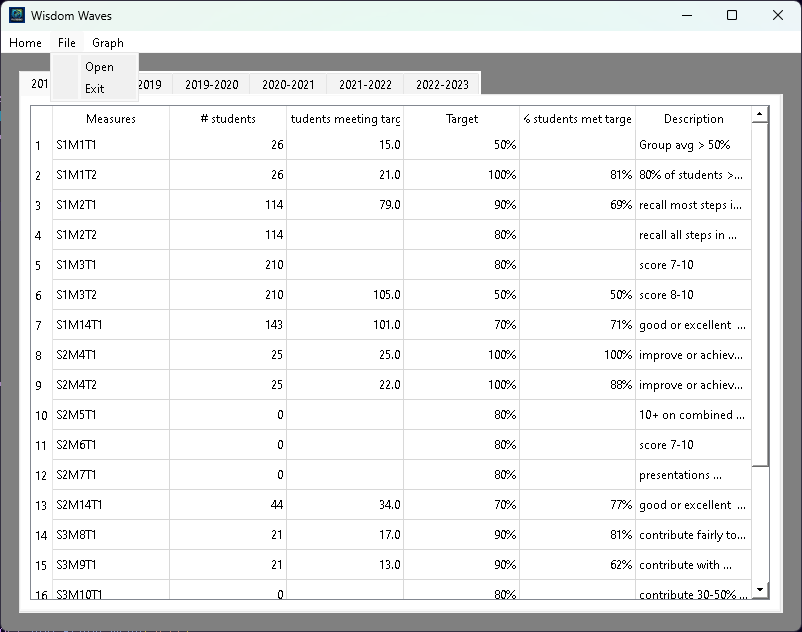 Wisdom Waves
Home File Graph
Open
Exit
201 2019 2019-2020 2020-2021 2021-2022 2022-2023
Measures # students tudents meeting targ Target % students met targe Description
1 S1M1T1 26 15.0 50% Group avg > 50%
2 S1M1T2 26 21.0 100% 81% 80% of students >...
3 S1M2T1 114 79.0 90% 69% recall most steps i...
4 S1M2T2 114 80% recall all steps in ...
5 S1M3T1 210 80% score 7-10
6 S1M3T2 210 105.0 50% 50% score 8-10
7 S1M14T1 143 101.0 70% 71% good or excellent ...
8 S2M4T1 25 25.0 100% 100% improve or achiev...
9 S2M4T2 25 22.0 100% 88% improve or achiev...
10 S2M5T1 0 80% 10+ on combined ...
11 S2M6T1 0 80% score 7-10
12 S2M7T1 0 80% presentations ...
13 S2M14T1 44 34.0 70% 77% good or excellent ...
14 S3M8T1 21 17.0 90% 81% contribute fairly to...
15 S3M9T1 21 13.0 90% 62% contribute with ...
16 S3M10T1 0 80% contribute 30-50% ...